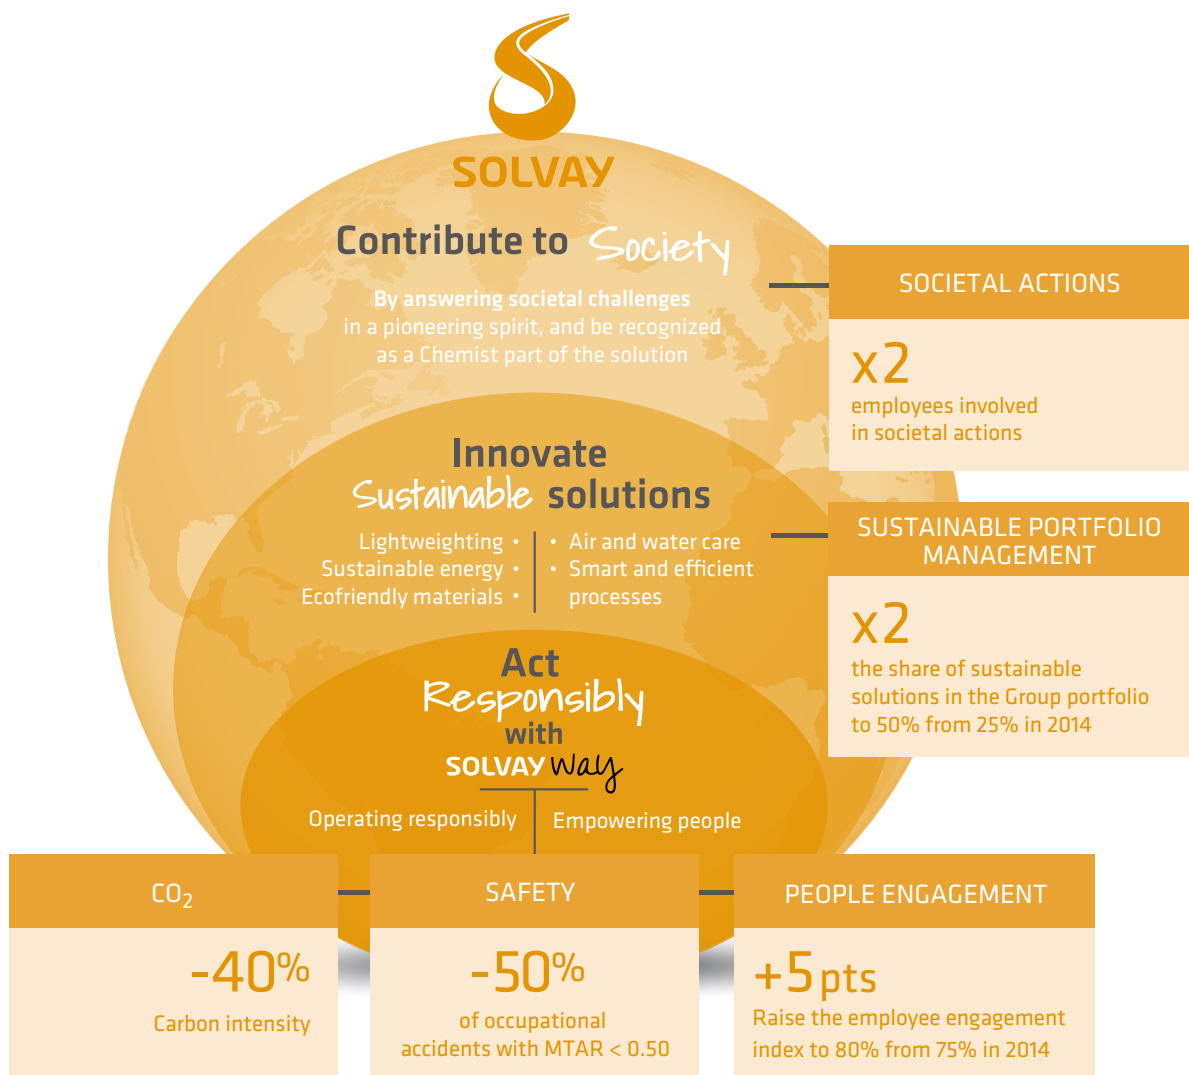 SOLVAY
Contribute to Society
By answering societal challenges
in a pioneering spirit, and be recognized
as a Chemist part of the solution
SOCIETAL ACTIONS
x2
employees involved
in societal actions
Innovate
Sustainable solutions
Lightweighting •
Sustainable energy •
Ecofriendly materials •
• Air and water care
• Smart and efficient
processes
SUSTAINABLE PORTFOLIO
MANAGEMENT
x2
the share of sustainable
solutions in the Group portfolio
to 50% from 25% in 2014
Act
Responsibly
with
SOLVAY way
Operating responsibly
Empowering people
CO₂
-40%
Carbon intensity
SAFETY
-50%
of occupational
accidents with MTAR < 0.50
PEOPLE ENGAGEMENT
+5 pts
Raise the employee engagement
index to 80% from 75% in 2014